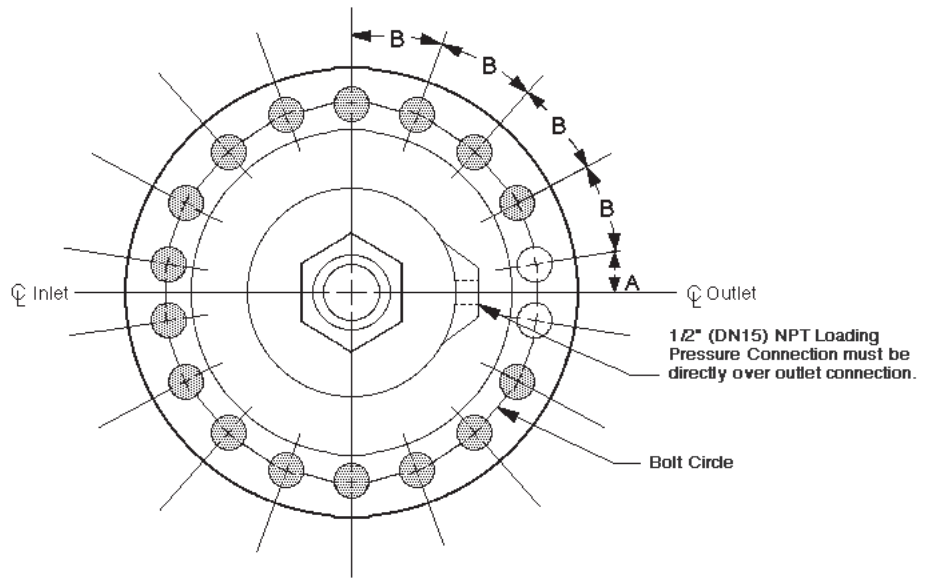 B
B
B
B
A
℄ Inlet
℄ Outlet
1/2" (DN15) NPT Loading
Pressure Connection must be
directly over outlet connection.
Bolt Circle